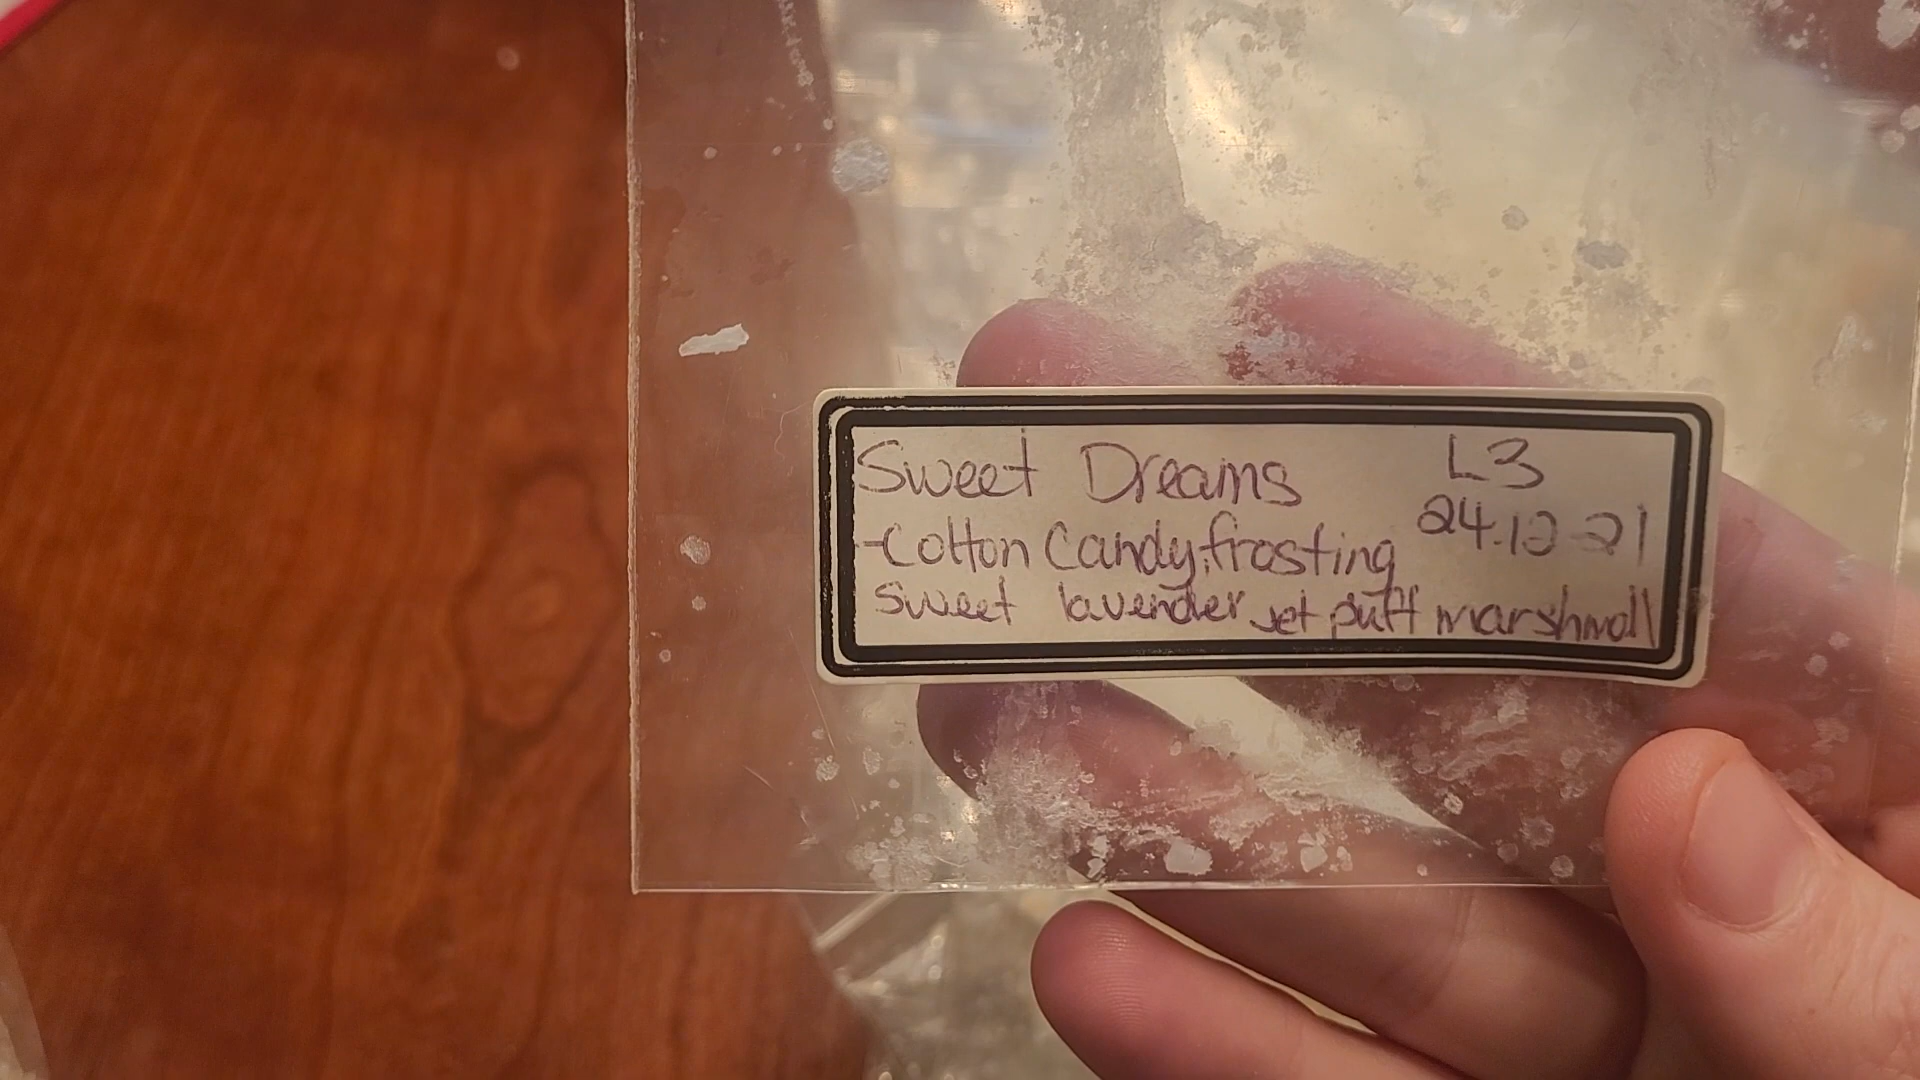 Sweet Dreams L3
24.12-21
-Cotton Candy, frosting
Sweet lavender jet puff marshmall